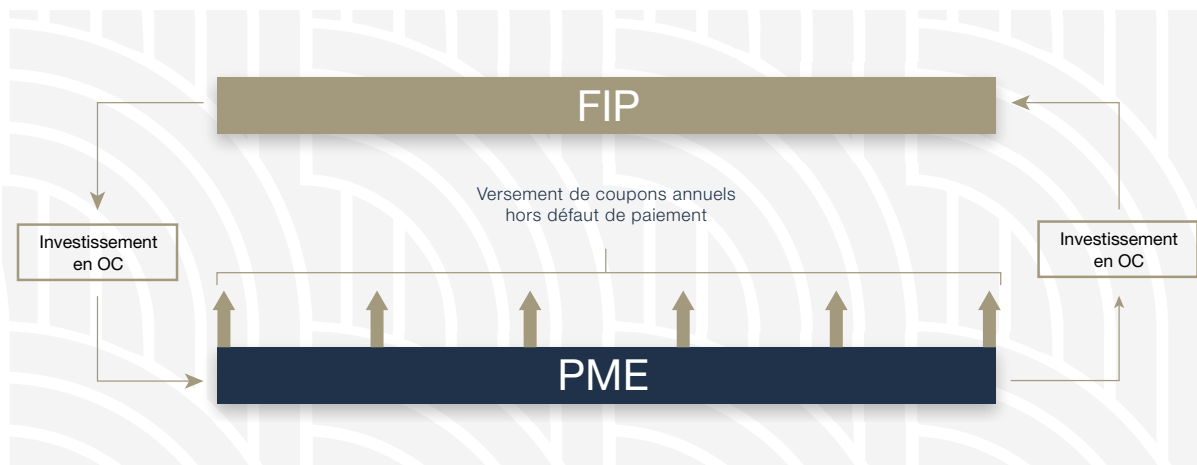 FIP
Versement de coupons annuels
hors défaut de paiement
Investissement
en OC
Investissement
en OC
PME